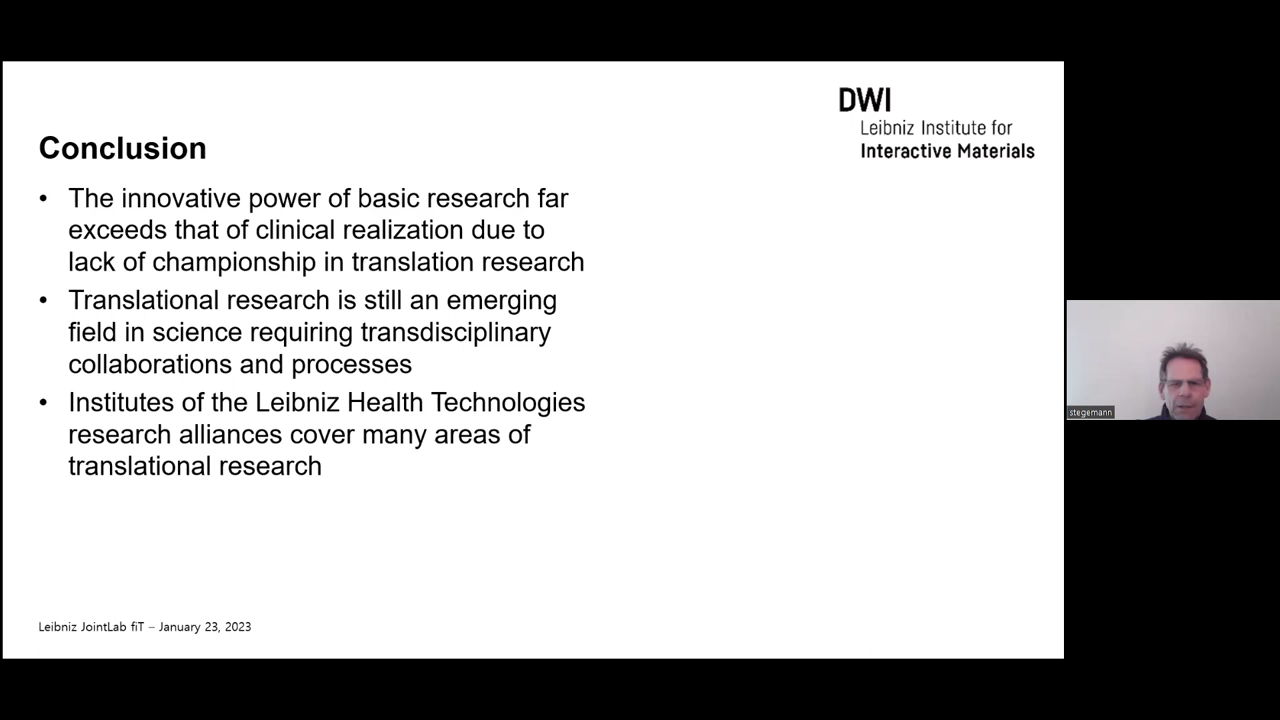 DWI
Leibniz Institute for
Interactive Materials
Conclusion
• The innovative power of basic research far
exceeds that of clinical realization due to
lack of championship in translation research
• Translational research is still an emerging
field in science requiring transdisciplinary
collaborations and processes
• Institutes of the Leibniz Health Technologies
research alliances cover many areas of
translational research
stegemann
Leibniz JointLab fiT – January 23, 2023